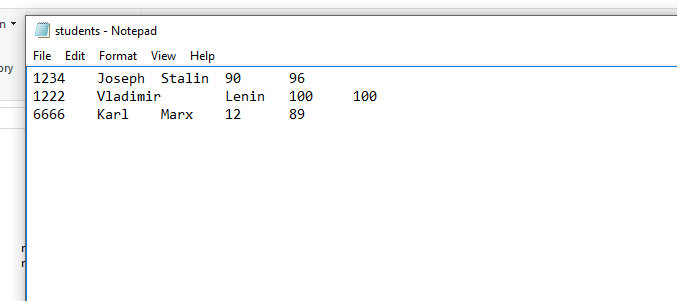 students - Notepad
File Edit Format View Help
1234 Joseph Stalin 90 96
1222 Vladimir Lenin 100 100
6666 Karl Marx 12 89